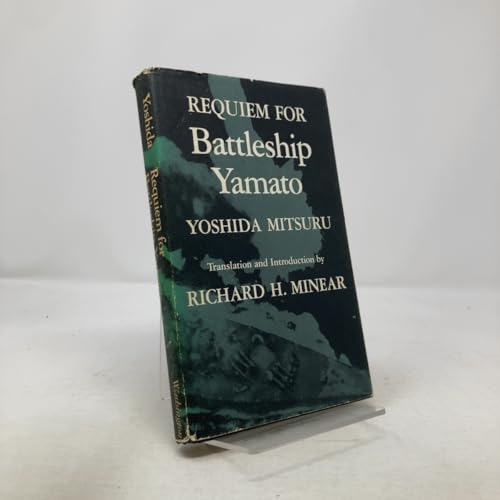 REQUIEM FOR
Battleship
Yamato
YOSHIDA MITSURU
Translation and Introduction by
RICHARD H. MINEAR
Yoshida
Requiem for